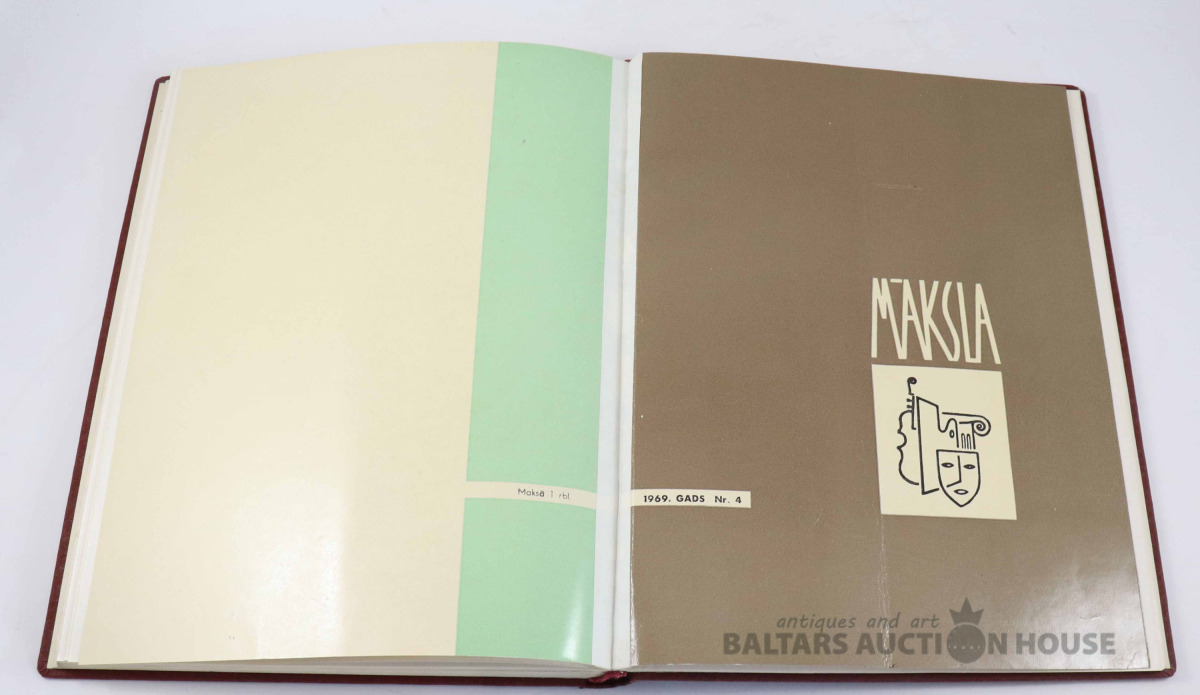 Maksā 1 rbl.
1969. GADS Nr. 4
MĀKSLA
antiques and art
BALTARS AUCTION HOUSE